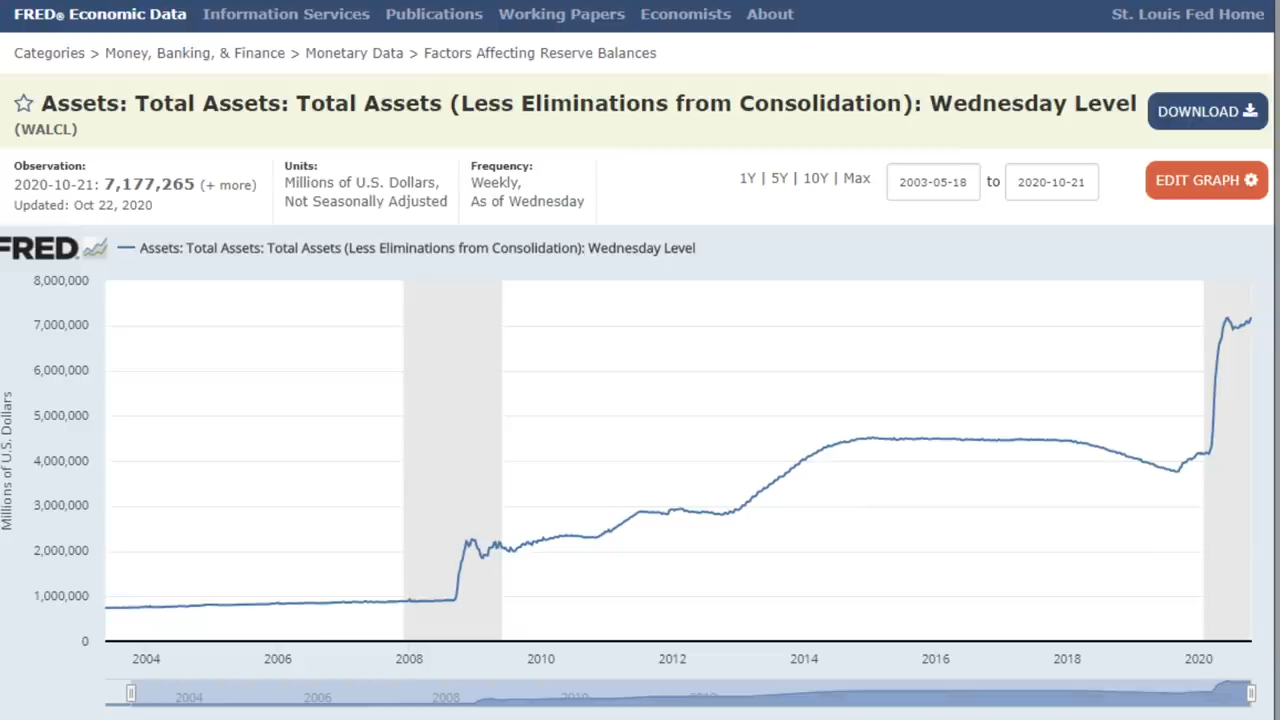 FRED® Economic Data Information Services Publications Working Papers Economists About St. Louis Fed Home
Categories > Money, Banking, & Finance > Monetary Data > Factors Affecting Reserve Balances
Assets: Total Assets: Total Assets (Less Eliminations from Consolidation): Wednesday Level
(WALCL)
DOWNLOAD
Observation:
2020-10-21: 7,177,265 (+ more)
Updated: Oct 22, 2020
Units:
Millions of U.S. Dollars,
Not Seasonally Adjusted
Frequency:
Weekly,
As of Wednesday
1Y | 5Y | 10Y | Max
2003-05-18 to 2020-10-21
EDIT GRAPH
FRED
Assets: Total Assets: Total Assets (Less Eliminations from Consolidation): Wednesday Level
Millions of U.S. Dollars
8,000,000
7,000,000
6,000,000
5,000,000
4,000,000
3,000,000
2,000,000
1,000,000
0
2004 2006 2008 2010 2012 2014 2016 2018 2020
2004 2006 2008 2010